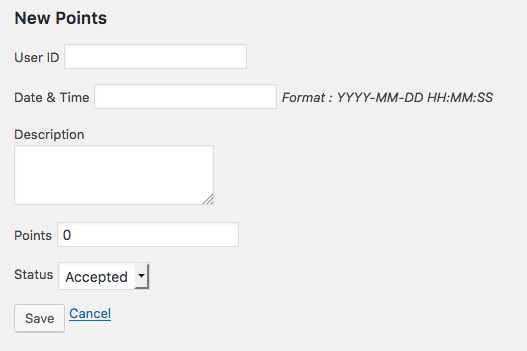 New Points
User ID
Date & Time Format : YYYY-MM-DD HH:MM:SS
Description
Points 0
Status Accepted
Save Cancel